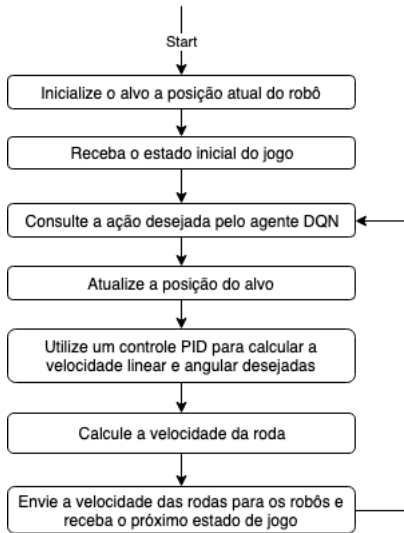 Start
Inicialize o alvo a posição atual do robô
Receba o estado inicial do jogo
Consulte a ação desejada pelo agente DQN
Atualize a posição do alvo
Utilize um controle PID para calcular a
velocidade linear e angular desejadas
Calcule a velocidade da roda
Envie a velocidade das rodas para os robôs e
receba o próximo estado de jogo